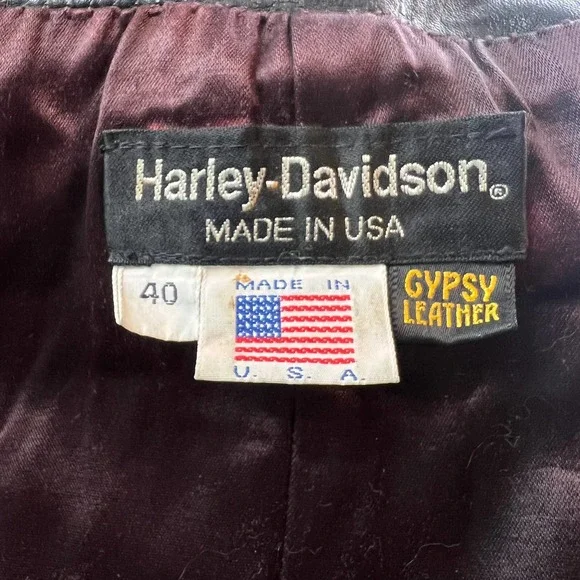 Harley-Davidson®
MADE IN USA
40
MADE IN
U. S. A.
GYPSY
LEATHER